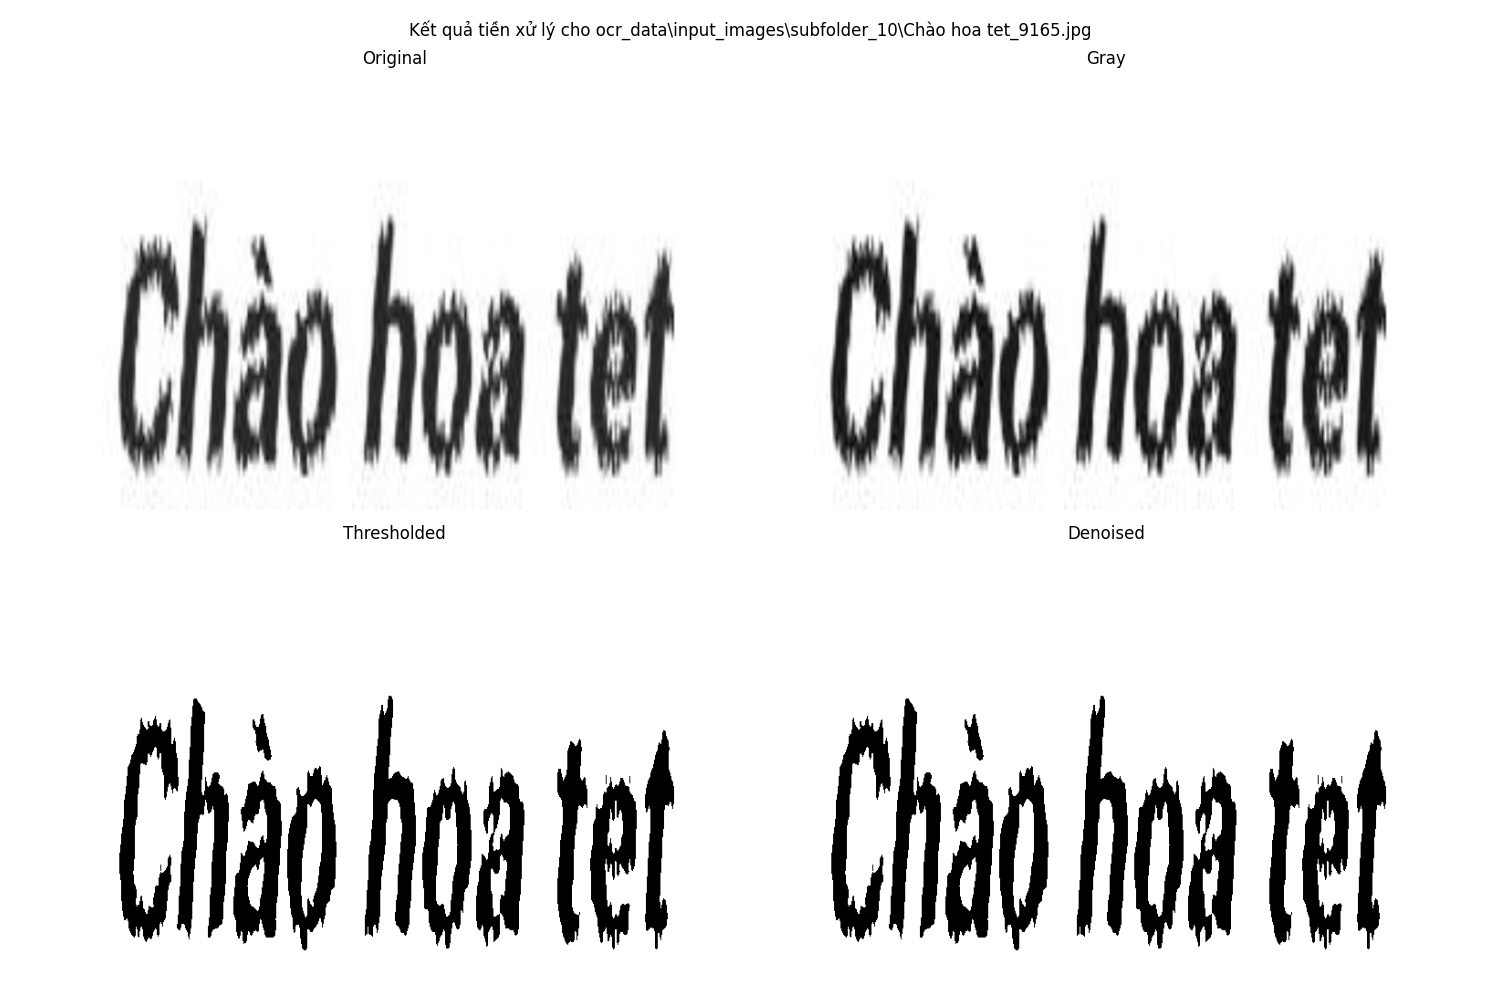 Kết quả tiền xử lý cho ocr_data\input_images\subfolder_10\Chào hoa tet_9165.jpg
Original
Gray
Chào hoa tet
Chào hoa tet
Thresholded
Denoised
Chào hoa tet
Chào hoa tet